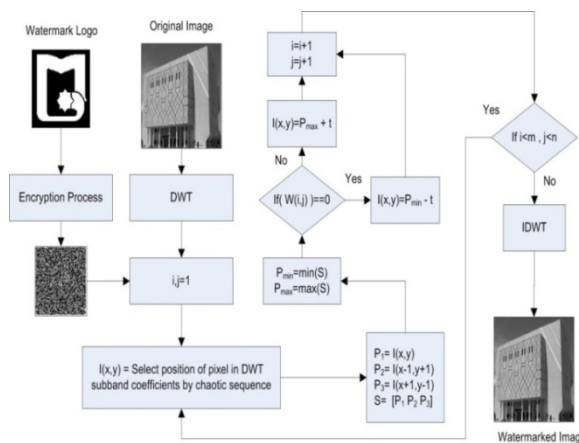 Watermark Logo
Original Image
Encryption Process
DWT
i,j=1
I(x,y) = Select position of pixel in DWT
subband coefficients by chaotic sequence
P1= I(x,y)
P2= I(x-1,y+1)
P3= I(x+1,y-1)
S= [P1 P2 P3]
Pmin=min(S)
Pmax=max(S)
If( W(i,j) )==0
No
Yes
I(x,y)=Pmax + t
I(x,y)=Pmin - t
i=i+1
j=j+1
If i<m , j<n
Yes
No
IDWT
Watermarked Imag